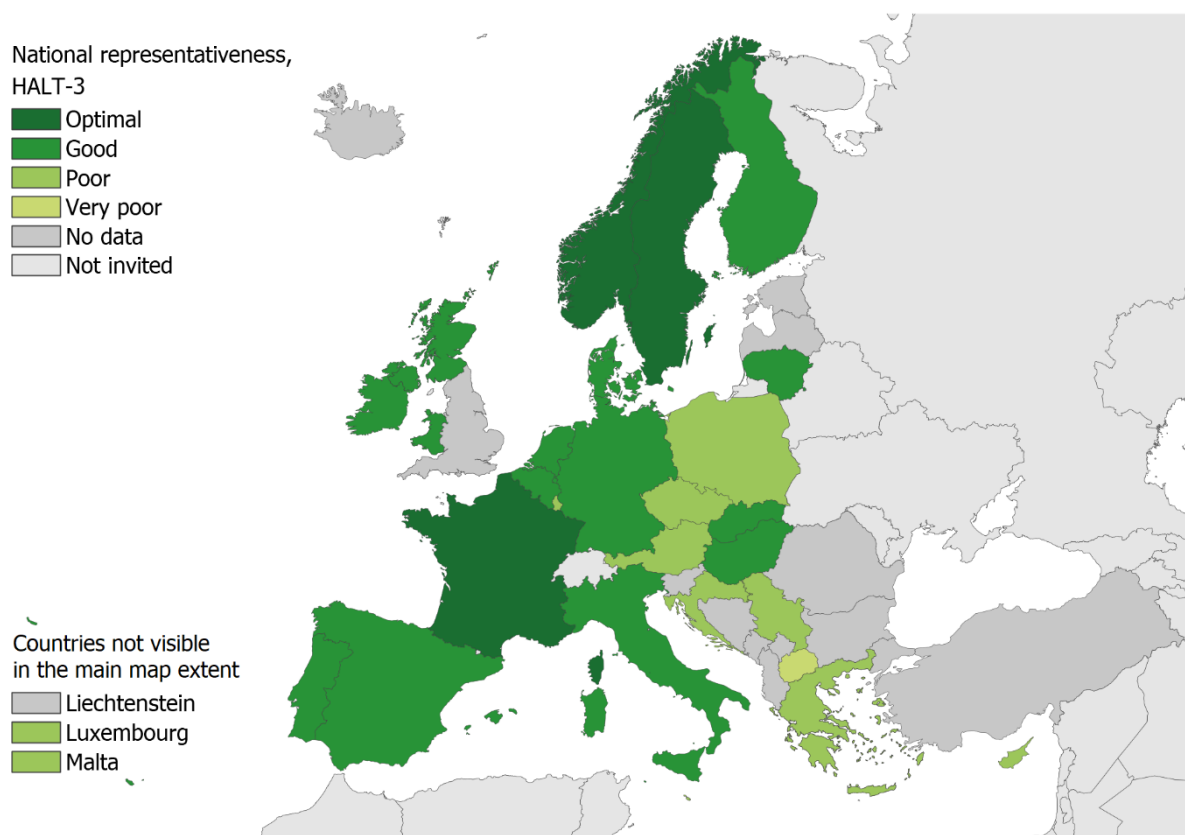 National representativeness,
HALT-3
Optimal
Good
Poor
Very poor
No data
Not invited
Countries not visible
in the main map extent
Liechtenstein
Luxembourg
Malta